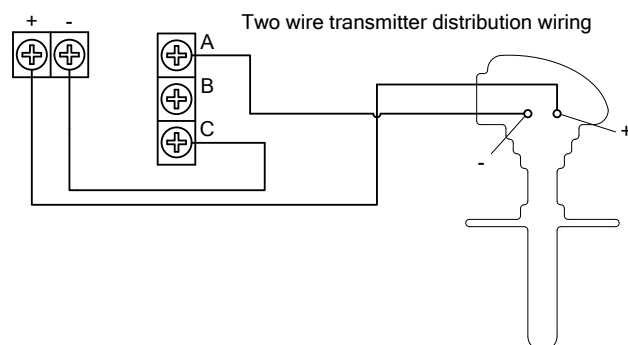 Two wire transmitter distribution wiring
+ -
A
B
C
+
-